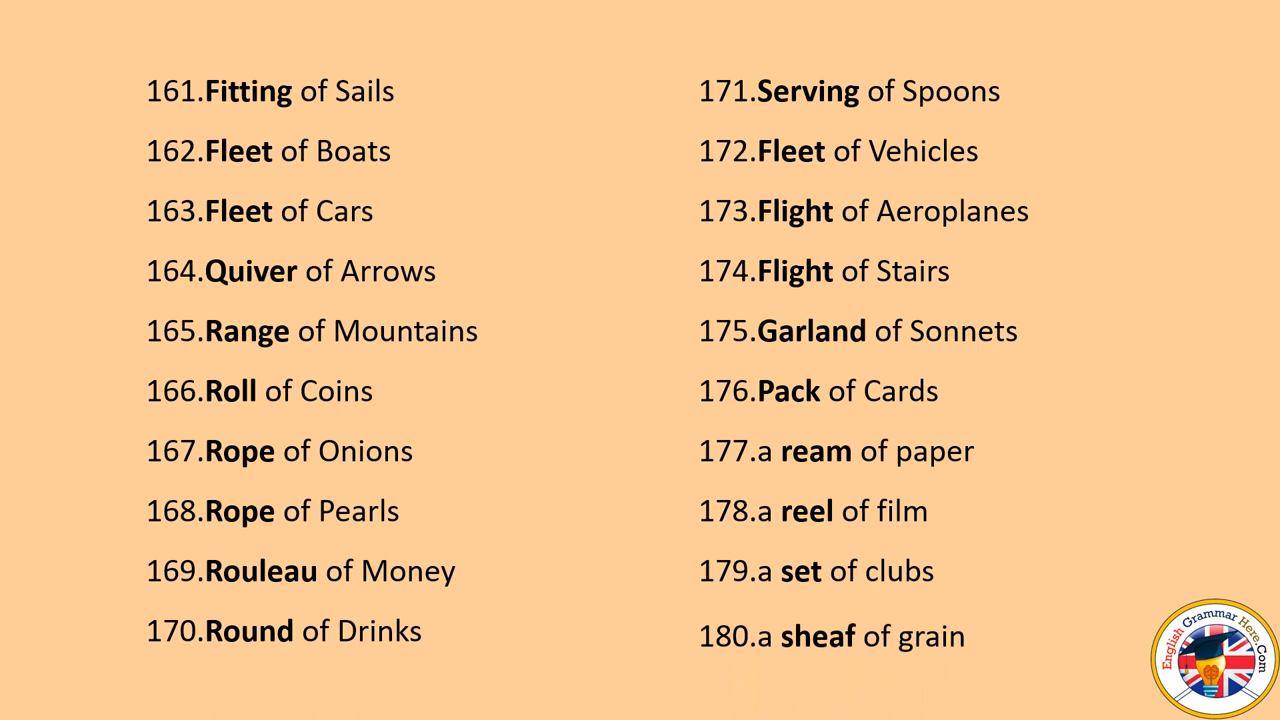 161.Fitting of Sails
162.Fleet of Boats
163.Fleet of Cars
164.Quiver of Arrows
165.Range of Mountains
166.Roll of Coins
167.Rope of Onions
168.Rope of Pearls
169.Rouleau of Money
170.Round of Drinks
171.Serving of Spoons
172.Fleet of Vehicles
173.Flight of Aeroplanes
174.Flight of Stairs
175.Garland of Sonnets
176.Pack of Cards
177.a ream of paper
178.a reel of film
179.a set of clubs
180.a sheaf of grain
English Grammar Here.Com